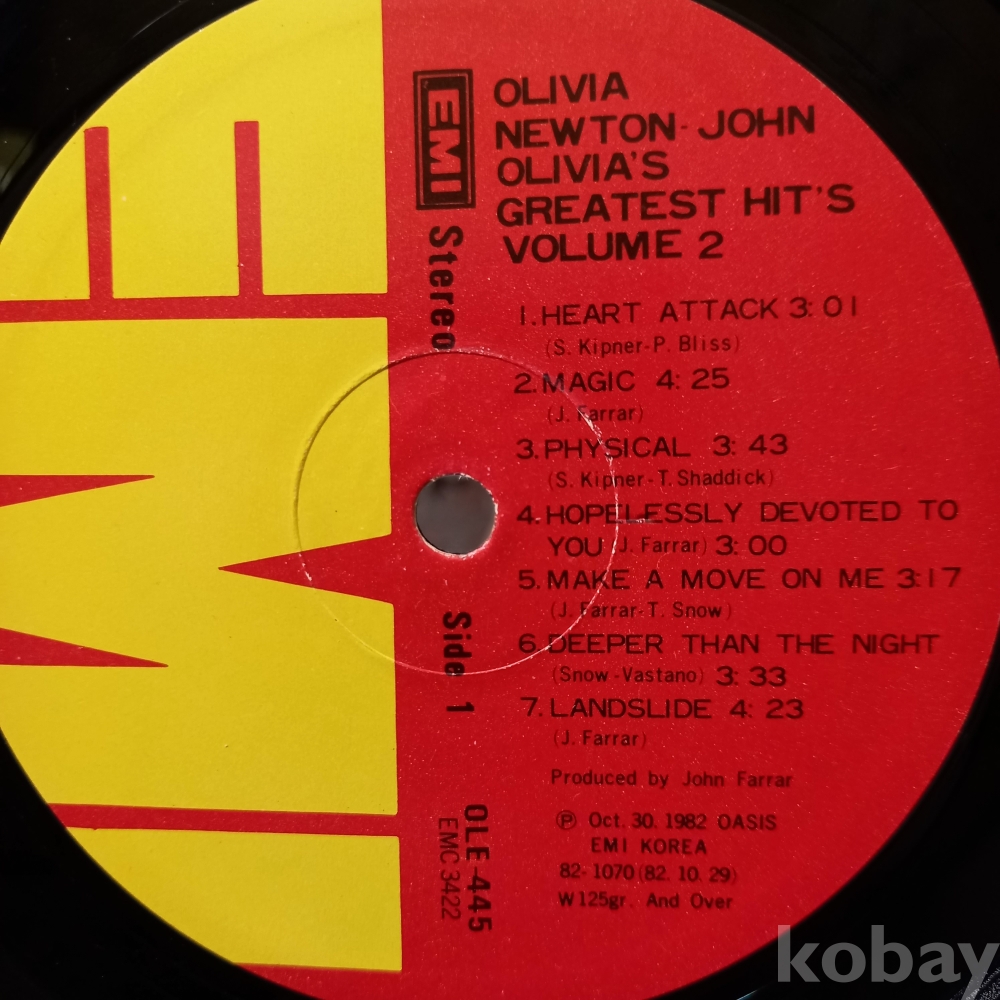 EMI
Stereo
OLIVIA
NEWTON-JOHN
OLIVIA'S
GREATEST HIT'S
VOLUME 2
1. HEART ATTACK 3:01
(S. Kipner-P. Bliss)
2. MAGIC 4:25
(J. Farrar)
3. PHYSICAL 3:43
(S. Kipner-T. Shaddick)
4. HOPELESSLY DEVOTED TO
YOU (J. Farrar) 3:00
5. MAKE A MOVE ON ME 3:17
(J. Farrar-T. Snow)
6 DEEPER THAN THE NIGHT
(Snow-Vastano) 3:33
7. LANDSLIDE 4:23
(J. Farrar)
Produced by John Farrar
Ⓟ Oct. 30. 1982 OASIS
EMI KOREA
82-1070 (82. 10. 29)
W125gr. And Over
Side 1
OLE-445
EMC 3422
EMI
kobay